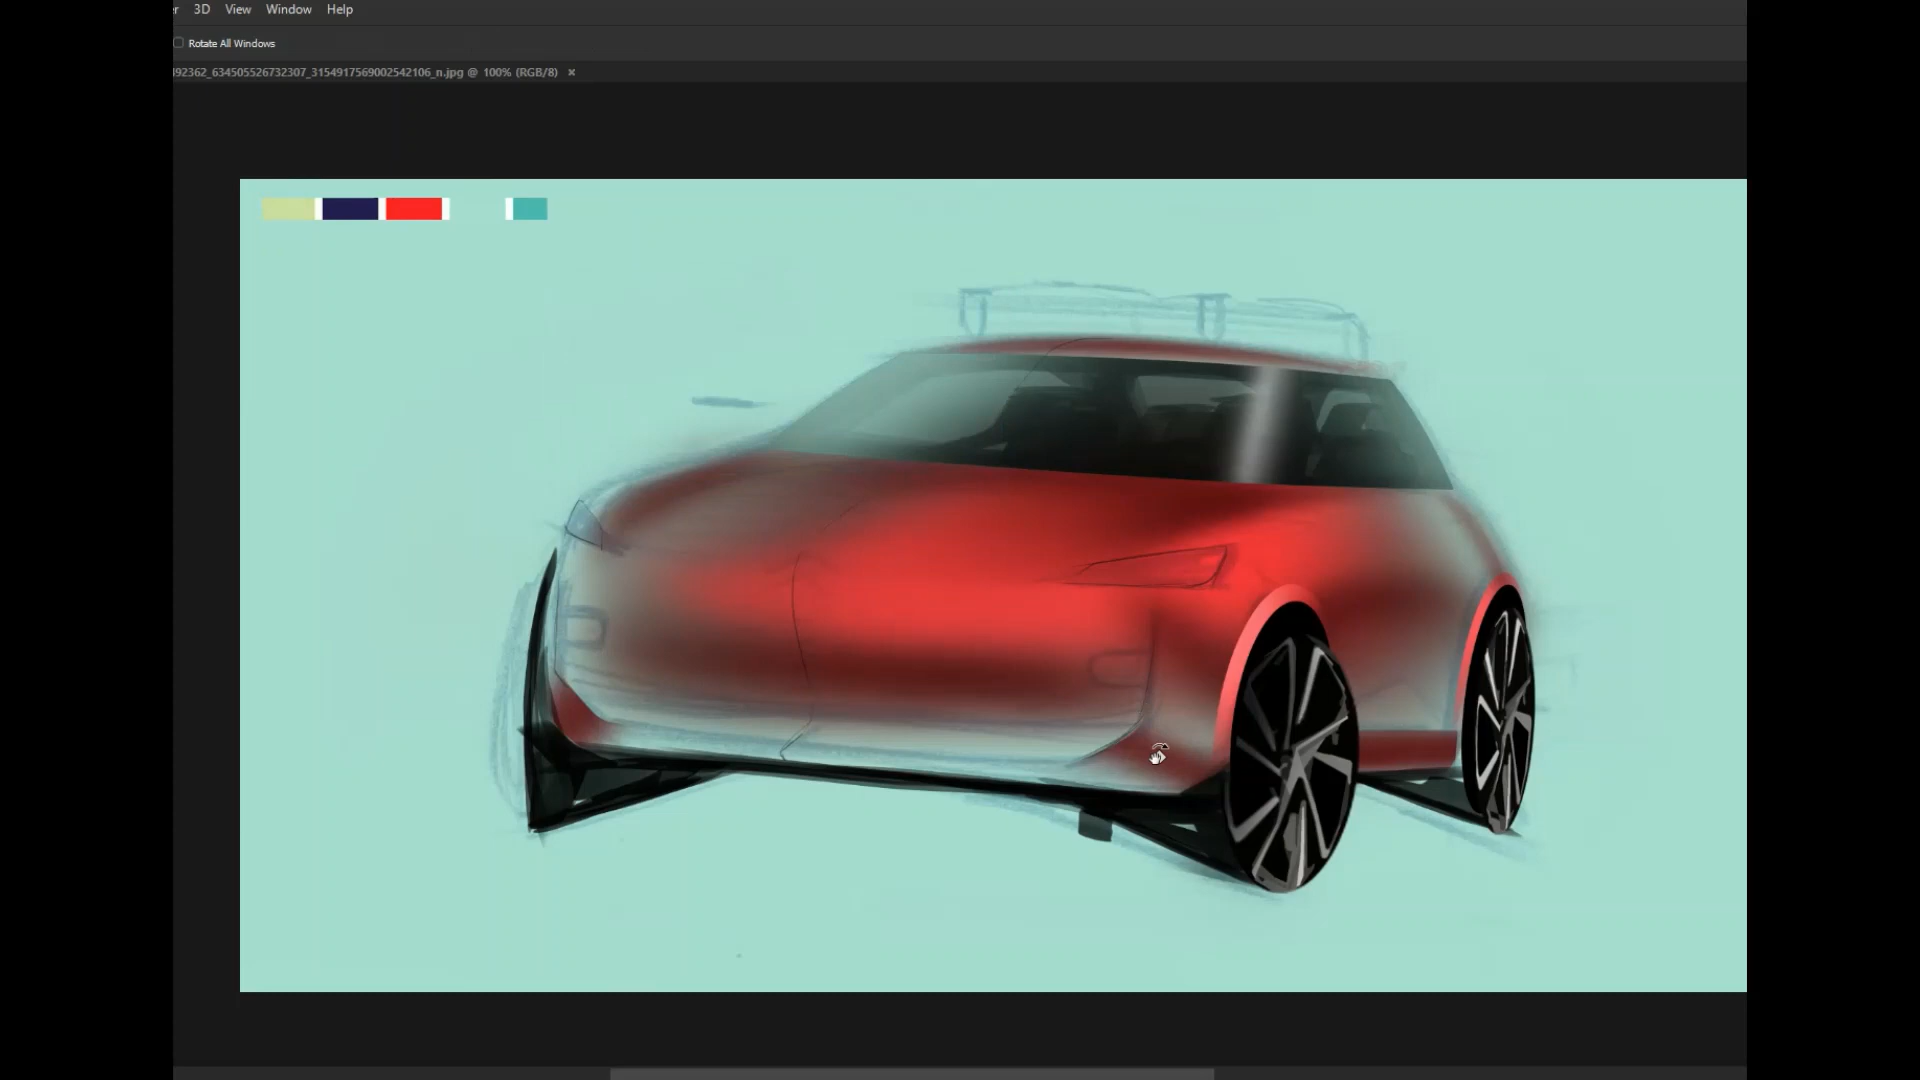 3D View Window Help
Rotate All Windows
92362_634505526732307_3154917569002542106_n.jpg @ 100% (RGB/8) ×